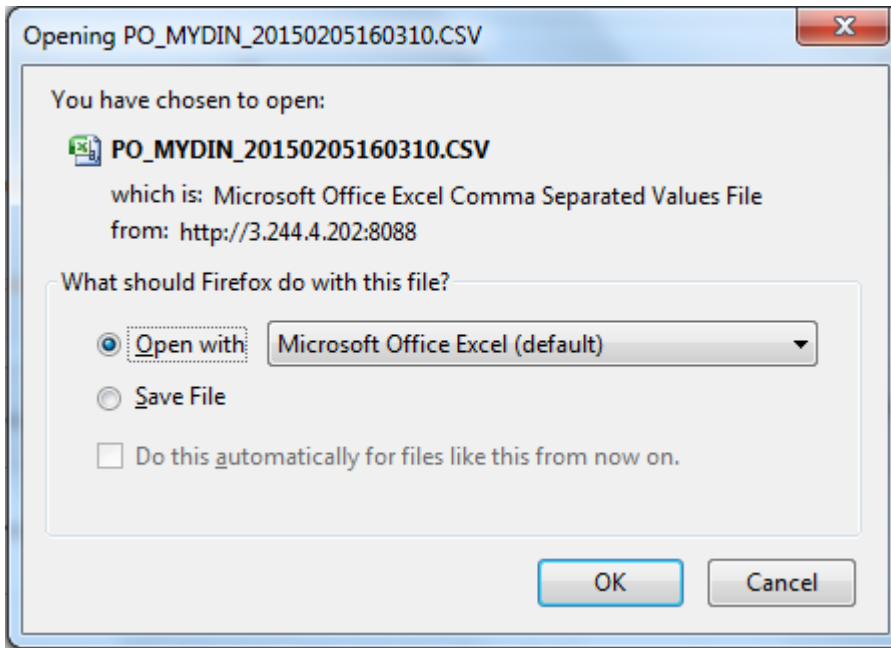 Opening PO_MYDIN_20150205160310.CSV
You have chosen to open:
PO_MYDIN_20150205160310.CSV
which is: Microsoft Office Excel Comma Separated Values File
from: http://3.244.4.202:8088
What should Firefox do with this file?
Open with Microsoft Office Excel (default)
Save File
Do this automatically for files like this from now on.
OK Cancel